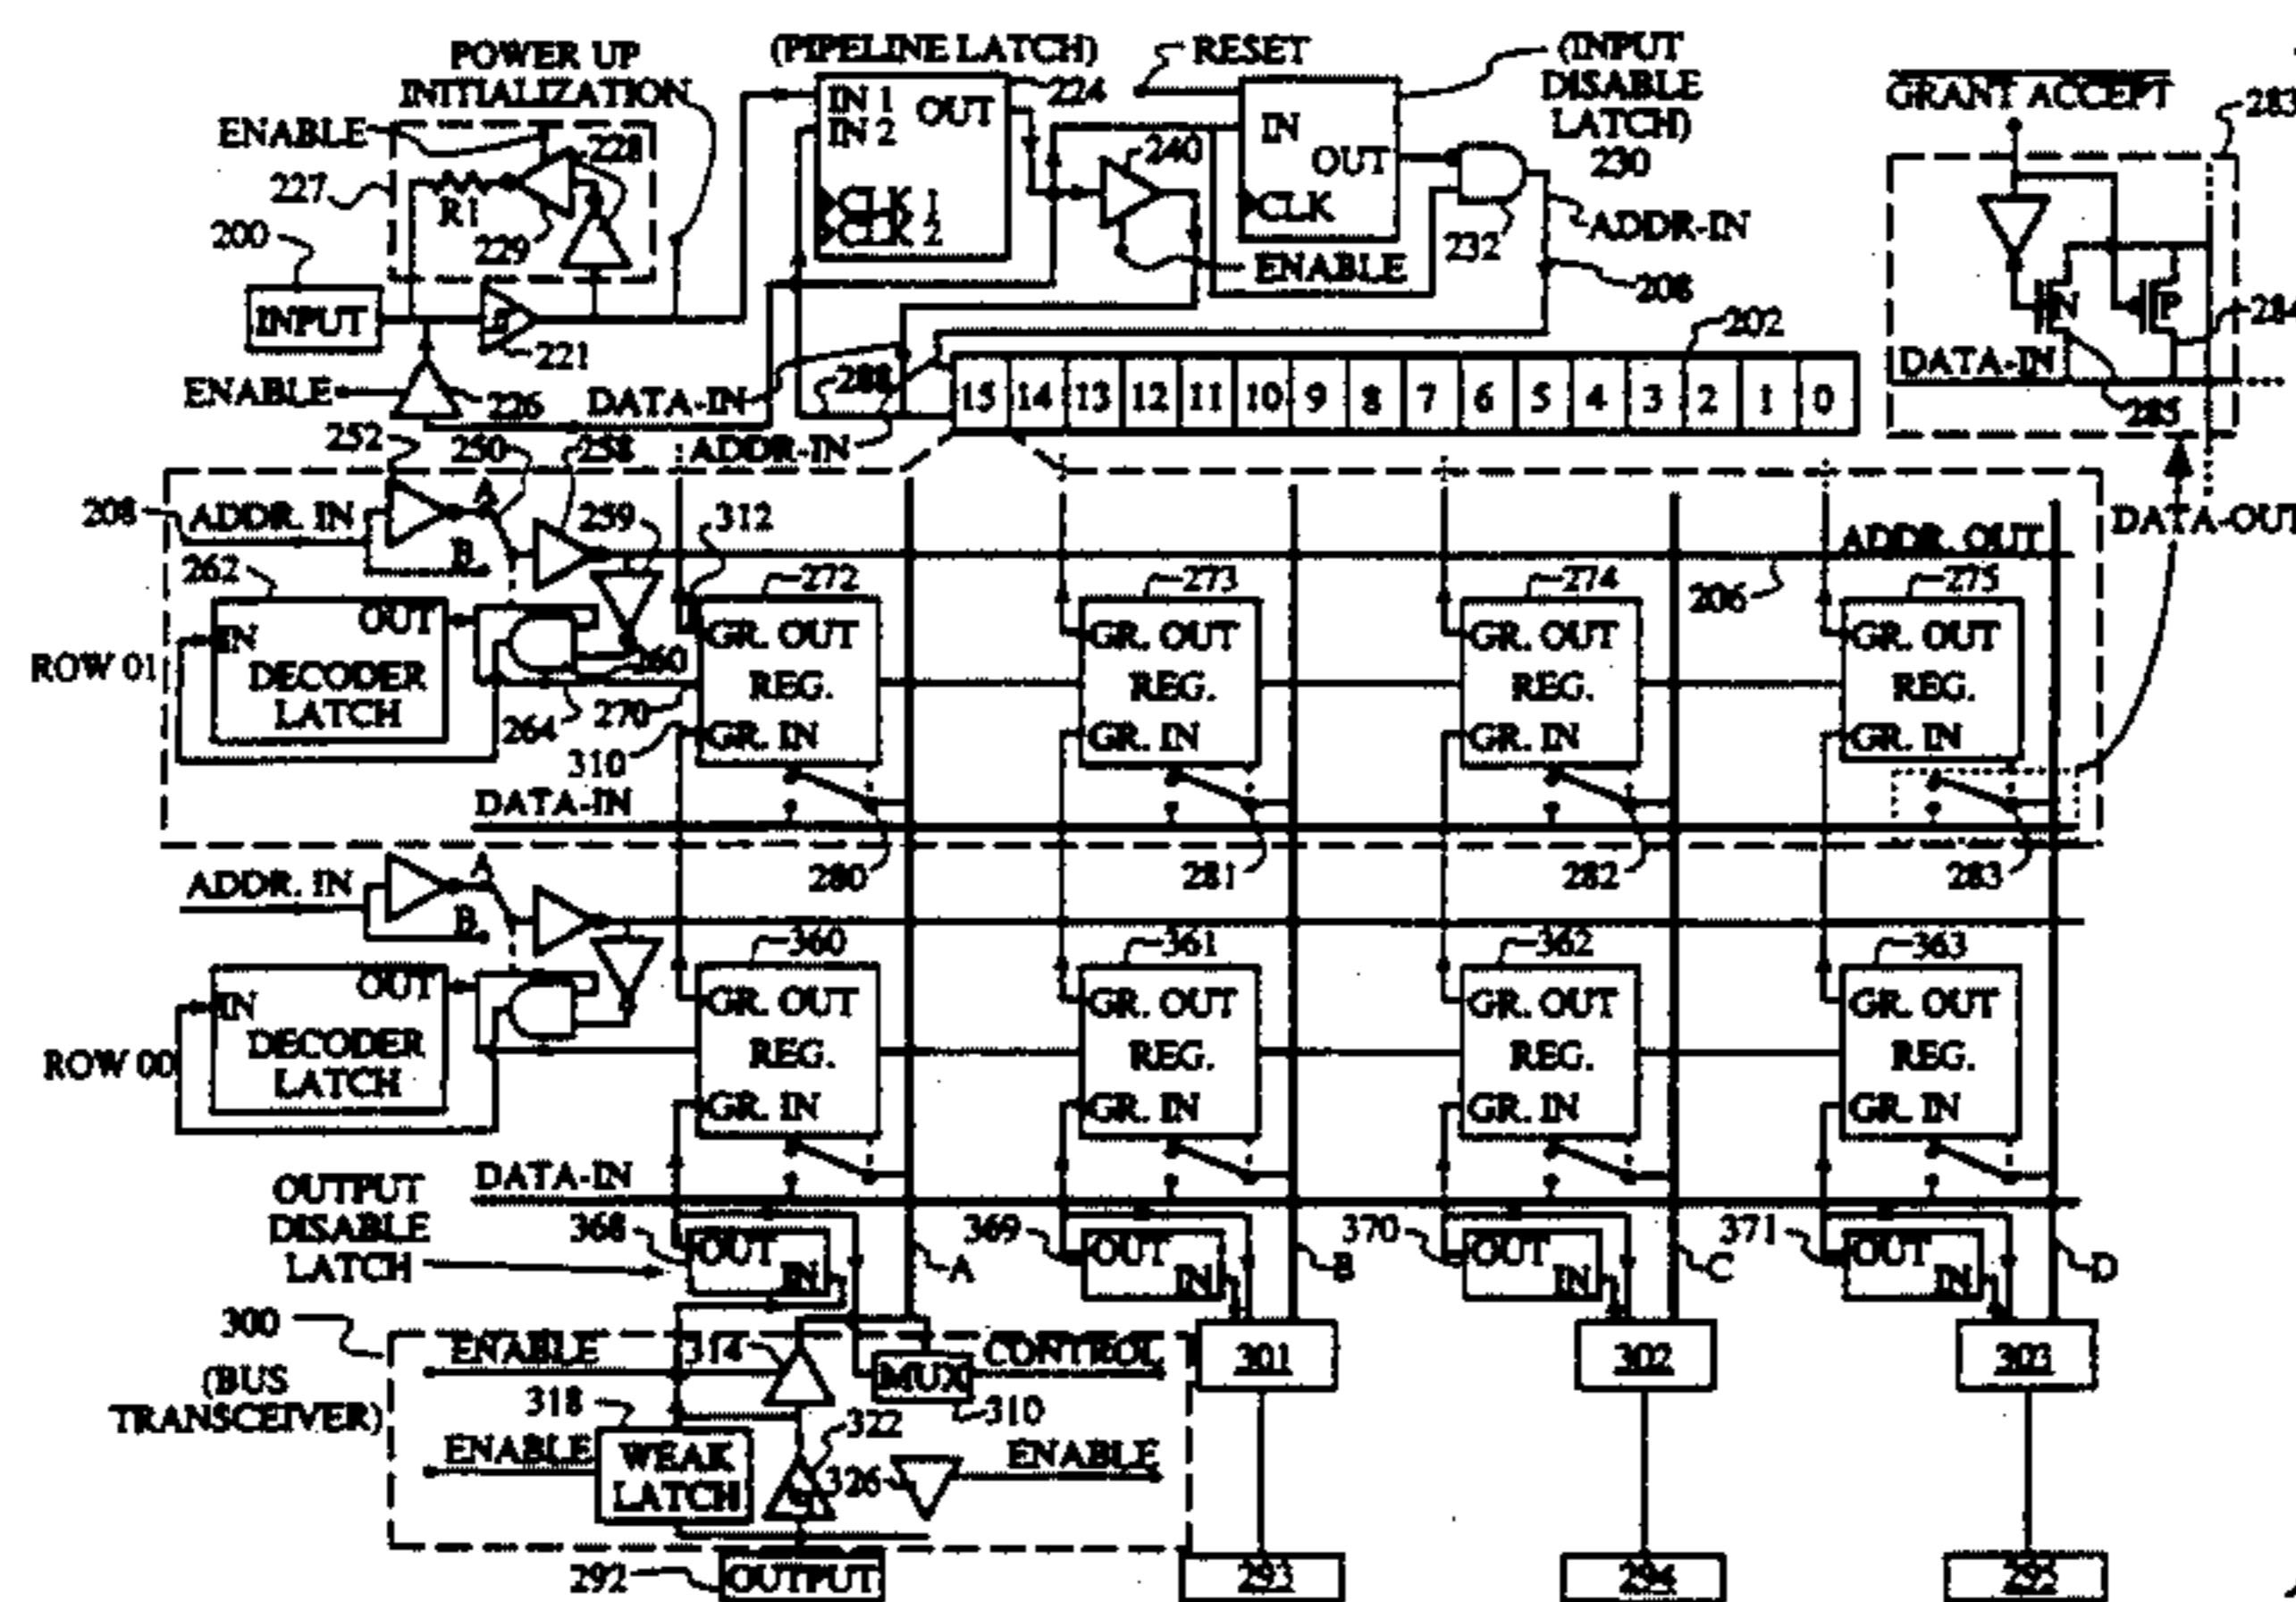 POWER UP
INITIALIZATION
(PIPELINE LATCH)
RESET
(INPUT
DISABLE
LATCH)
230
GRANT ACCEPT
283
ENABLE
228
227
R1
229
200
INPUT
221
ENABLE
226
IN 1
IN 2
OUT
CLK 1
CLK 2
224
240
ENABLE
IN
OUT
CLK
232
ADDR-IN
208
202
DATA-IN
ADDR-IN
15 14 13 12 11 10 9 8 7 6 5 4 3 2 1 0
N
P
284
DATA-IN
285
DATA-OUT
252
250
258
208
ADDR. IN
A
B
259
312
262
272
273
274
275
ADDR. OUT
206
ROW 01
IN
OUT
DECODER
LATCH
260
264
270
310
GR. OUT
REG.
GR. IN
GR. OUT
REG.
GR. IN
GR. OUT
REG.
GR. IN
GR. OUT
REG.
GR. IN
DATA-IN
280
281
282
283
ADDR. IN
A
B
360
361
362
363
ROW 00
IN
OUT
DECODER
LATCH
GR. OUT
REG.
GR. IN
GR. OUT
REG.
GR. IN
GR. OUT
REG.
GR. IN
GR. OUT
REG.
GR. IN
DATA-IN
OUTPUT
DISABLE
LATCH
368
OUT
IN
A
369
OUT
IN
B
370
OUT
IN
C
371
OUT
IN
D
300
(BUS
TRANSCEIVER)
ENABLE
314
MUX
CONTROL
310
301
302
303
318
ENABLE
WEAK
LATCH
322
326
ENABLE
292
OUTPUT
293
294
295